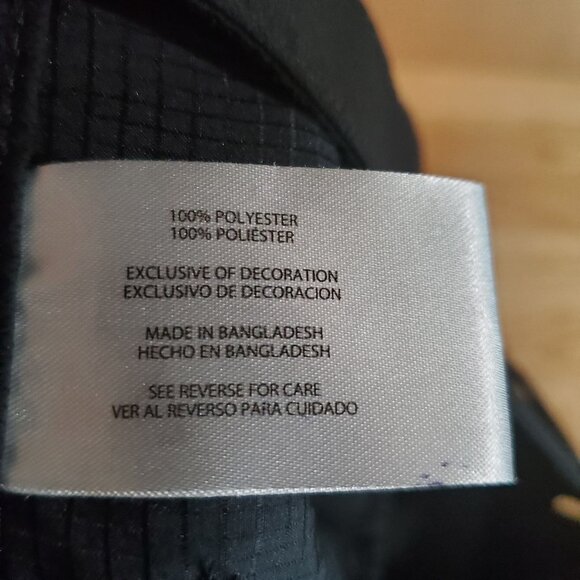 100% POLYESTER
100% POLIÉSTER
EXCLUSIVE OF DECORATION
EXCLUSIVO DE DECORACION
MADE IN BANGLADESH
HECHO EN BANGLADESH
SEE REVERSE FOR CARE
VER AL REVERSO PARA CUIDADO